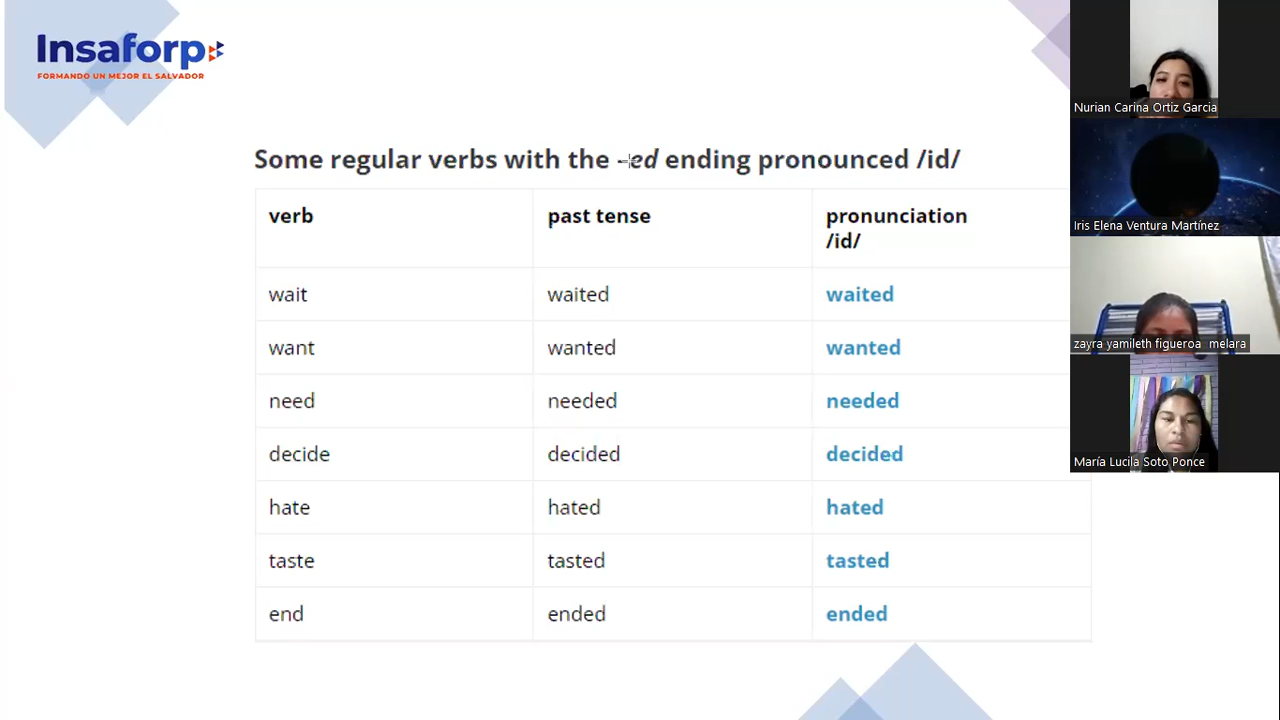 Insaforp
FORMANDO UN MEJOR EL SALVADOR
Some regular verbs with the -ed ending pronounced /id/
verb past tense pronunciation
/id/
wait waited waited
want wanted wanted
need needed needed
decide decided decided
hate hated hated
taste tasted tasted
end ended ended
Nurian Carina Ortiz Garcia
Iris Elena Ventura Martínez
zayra yamileth figueroa melara
María Lucila Soto Ponce